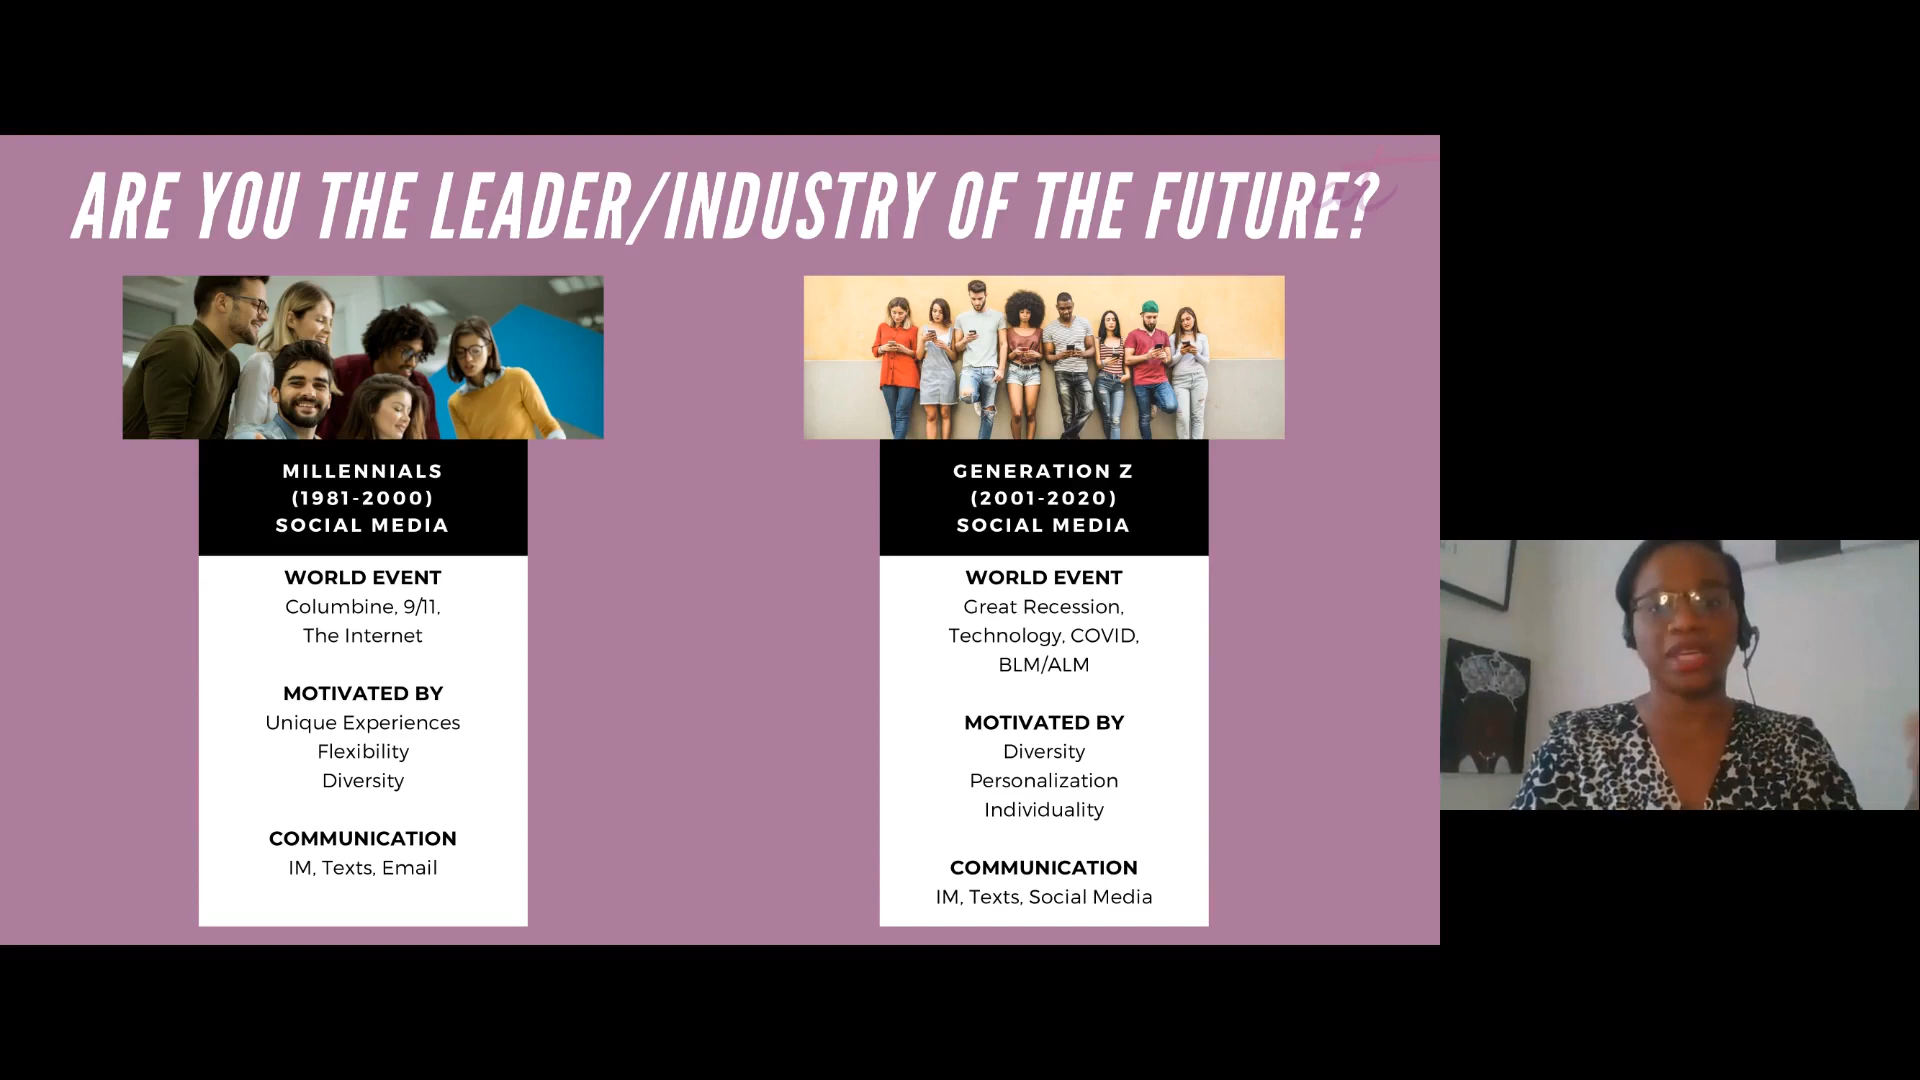 ARE YOU THE LEADER/INDUSTRY OF THE FUTURE?
MILLENNIALS
(1981-2000)
SOCIAL MEDIA
WORLD EVENT
Columbine, 9/11,
The Internet
MOTIVATED BY
Unique Experiences
Flexibility
Diversity
COMMUNICATION
IM, Texts, Email
GENERATION Z
(2001-2020)
SOCIAL MEDIA
WORLD EVENT
Great Recession,
Technology, COVID,
BLM/ALM
MOTIVATED BY
Diversity
Personalization
Individuality
COMMUNICATION
IM, Texts, Social Media